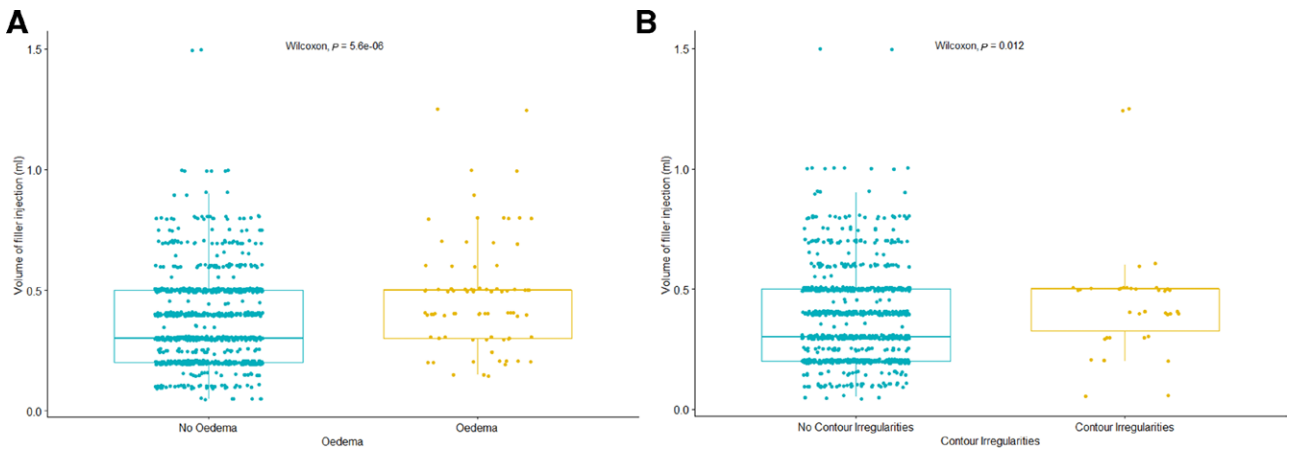 A
Wilcoxon, P = 5.6e-06
Volume of filler injection (ml)
1.5
1.0
0.5
0.0
No Oedema
Oedema
Oedema
B
Wilcoxon, P = 0.012
Volume of filler injection (ml)
1.5
1.0
0.5
0.0
No Contour Irregularities
Contour Irregularities
Contour Irregularities